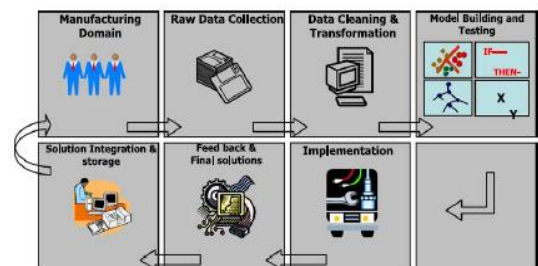 Manufacturing
Domain
Raw Data Collection
Data Cleaning &
Transformation
Model Building and
Testing
IF—
THEN-
X
Y
Solution Integration &
storage
Feed back &
Final solutions
Implementation